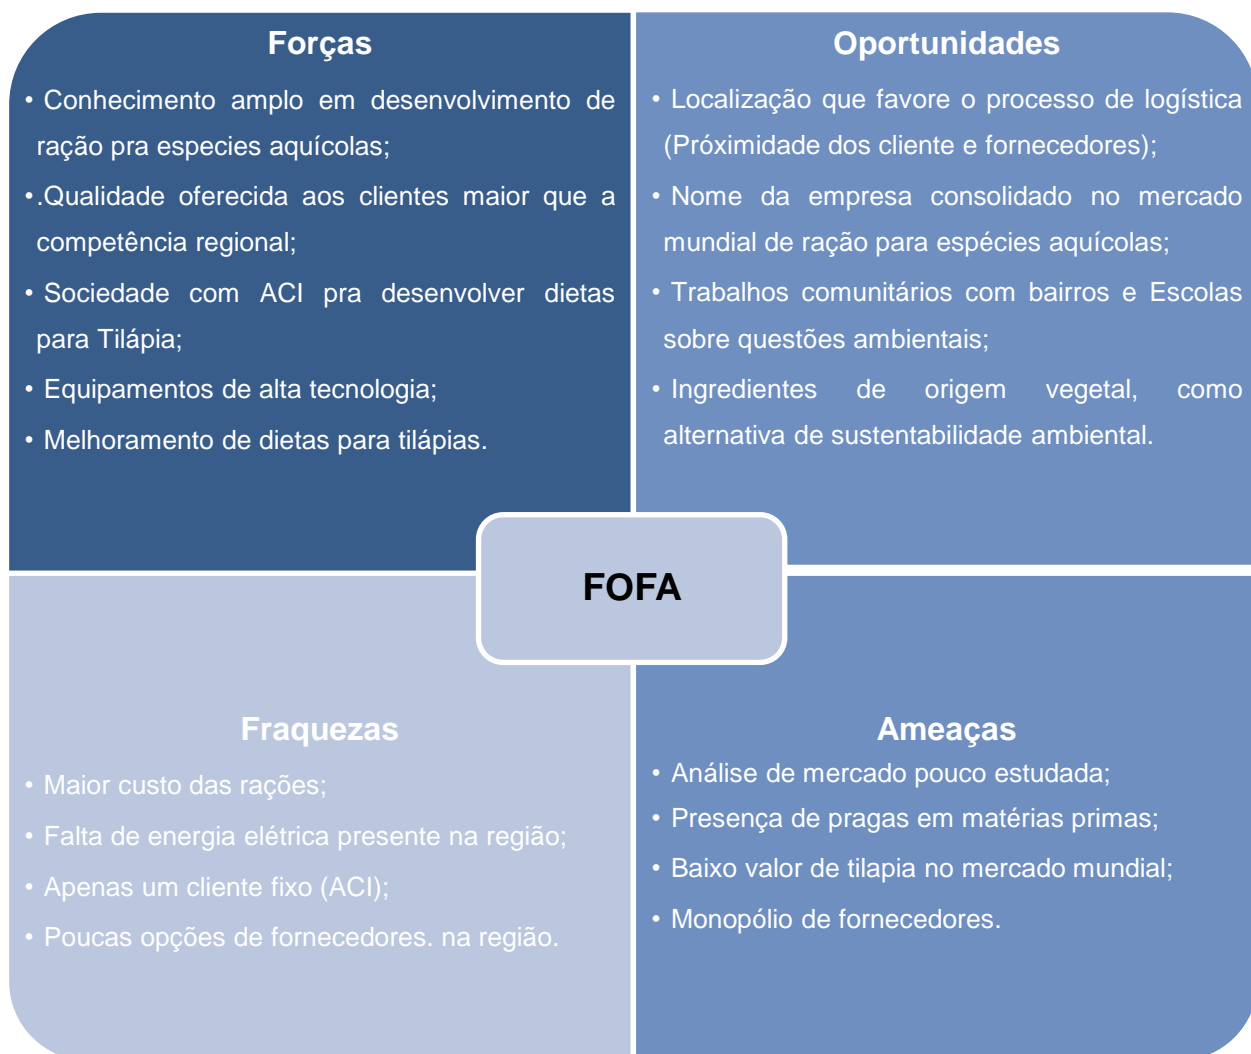 Forças
• Conhecimento amplo em desenvolvimento de
ração pra especies aquícolas;
• .Qualidade oferecida aos clientes maior que a
competência regional;
• Sociedade com ACI pra desenvolver dietas
para Tilápia;
• Equipamentos de alta tecnologia;
• Melhoramento de dietas para tilápias.
Oportunidades
• Localização que favore o processo de logística
(Próximidade dos cliente e fornecedores);
• Nome da empresa consolidado no mercado
mundial de ração para espécies aquícolas;
• Trabalhos comunitários com bairros e Escolas
sobre questões ambientais;
• Ingredientes de origem vegetal, como
alternativa de sustentabilidade ambiental.
FOFA
Fraquezas
• Maior custo das rações;
• Falta de energia elétrica presente na região;
• Apenas um cliente fixo (ACI);
• Poucas opções de fornecedores. na região.
Ameaças
• Análise de mercado pouco estudada;
• Presença de pragas em matérias primas;
• Baixo valor de tilapia no mercado mundial;
• Monopólio de fornecedores.